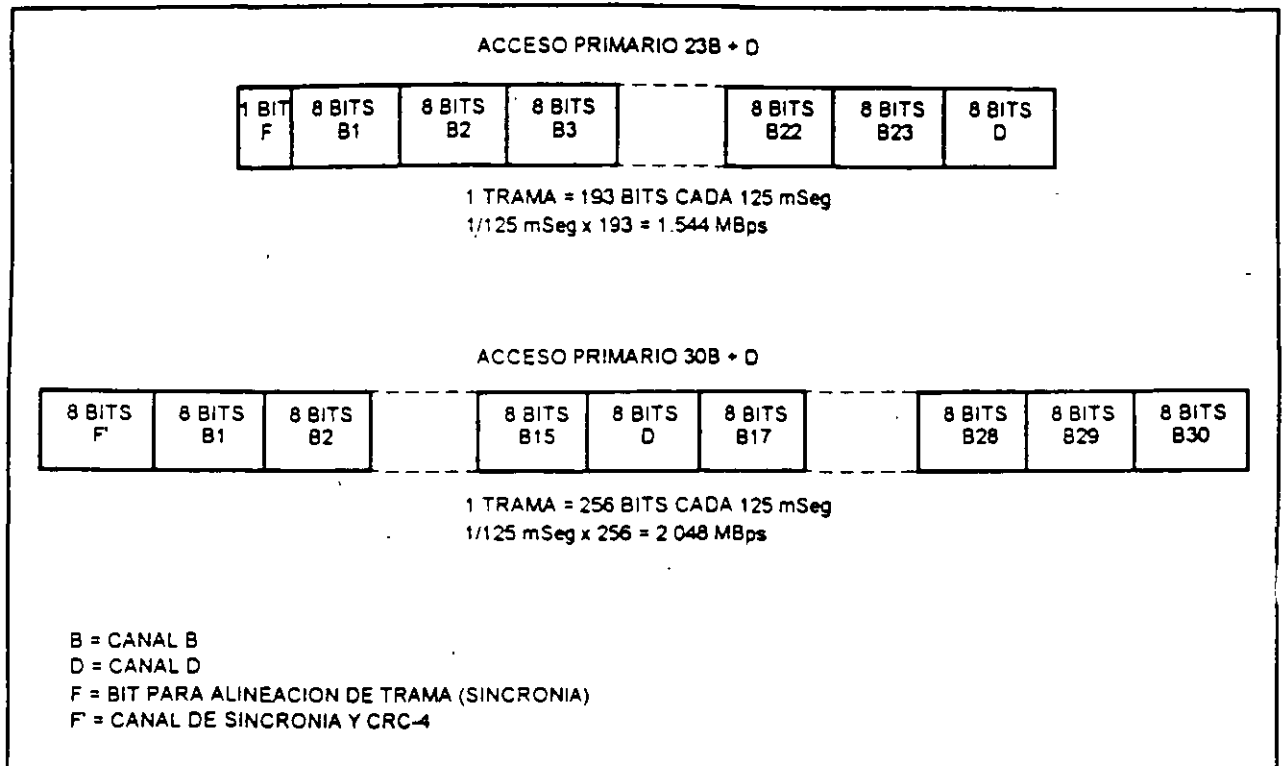 ACCESO PRIMARIO 23B + D
1 BIT F 8 BITS B1 8 BITS B2 8 BITS B3 8 BITS B22 8 BITS B23 8 BITS D
1 TRAMA = 193 BITS CADA 125 mSeg
1/125 mSeg x 193 = 1.544 MBps
ACCESO PRIMARIO 30B + D
8 BITS F' 8 BITS B1 8 BITS B2 8 BITS B15 8 BITS D 8 BITS B17 8 BITS B28 8 BITS B29 8 BITS B30
1 TRAMA = 256 BITS CADA 125 mSeg
1/125 mSeg x 256 = 2 048 MBps
B = CANAL B
D = CANAL D
F = BIT PARA ALINEACION DE TRAMA (SINCRONIA)
F' = CANAL DE SINCRONIA Y CRC-4